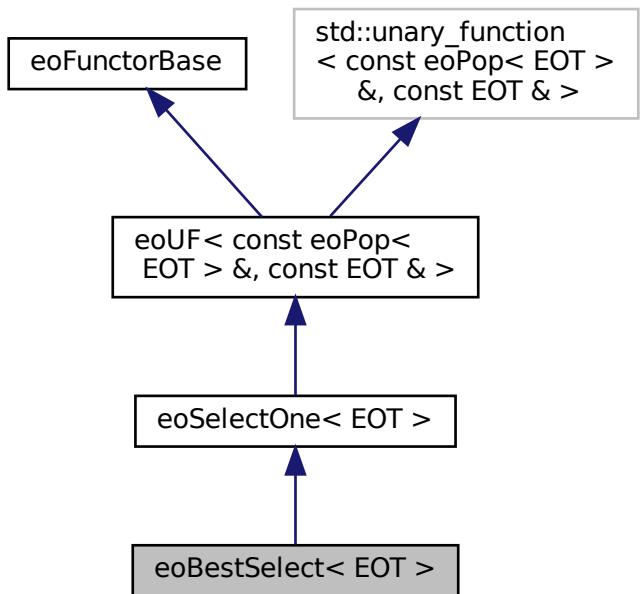 eoFunctorBase
std::unary_function
< const eoPop< EOT >
&, const EOT & >
eoUF< const eoPop<
EOT > &, const EOT & >
eoSelectOne< EOT >
eoBestSelect< EOT >